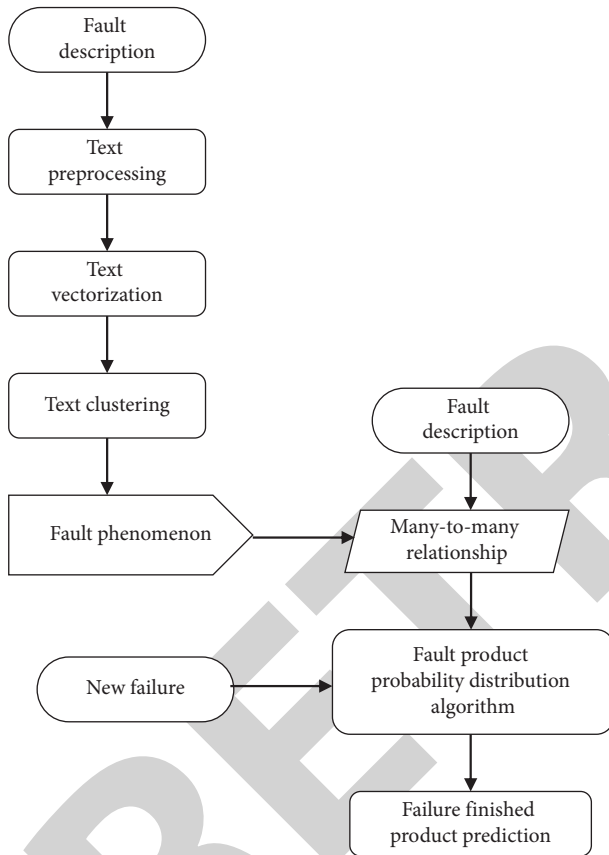 Fault
description
Text
preprocessing
Text
vectorization
Text clustering
Fault
description
Fault phenomenon
Many-to-many
relationship
New failure
Fault product
probability distribution
algorithm
Failure finished
product prediction